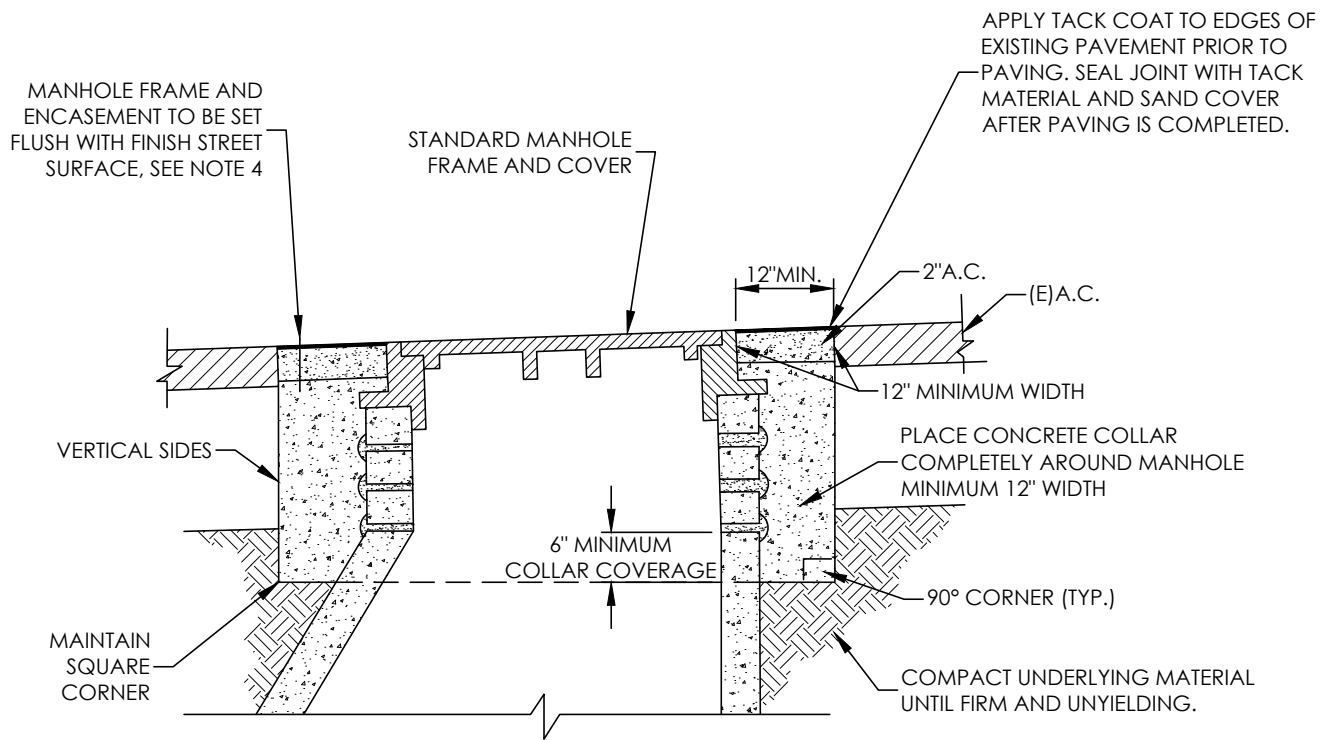 APPLY TACK COAT TO EDGES OF
EXISTING PAVEMENT PRIOR TO
PAVING. SEAL JOINT WITH TACK
MATERIAL AND SAND COVER
AFTER PAVING IS COMPLETED.
MANHOLE FRAME AND
ENCASEMENT TO BE SET
FLUSH WITH FINISH STREET
SURFACE, SEE NOTE 4
STANDARD MANHOLE
FRAME AND COVER
12"MIN.
2"A.C.
(E)A.C.
12" MINIMUM WIDTH
VERTICAL SIDES
PLACE CONCRETE COLLAR
COMPLETELY AROUND MANHOLE
MINIMUM 12" WIDTH
6" MINIMUM
COLLAR COVERAGE
90° CORNER (TYP.)
MAINTAIN
SQUARE
CORNER
COMPACT UNDERLYING MATERIAL
UNTIL FIRM AND UNYIELDING.